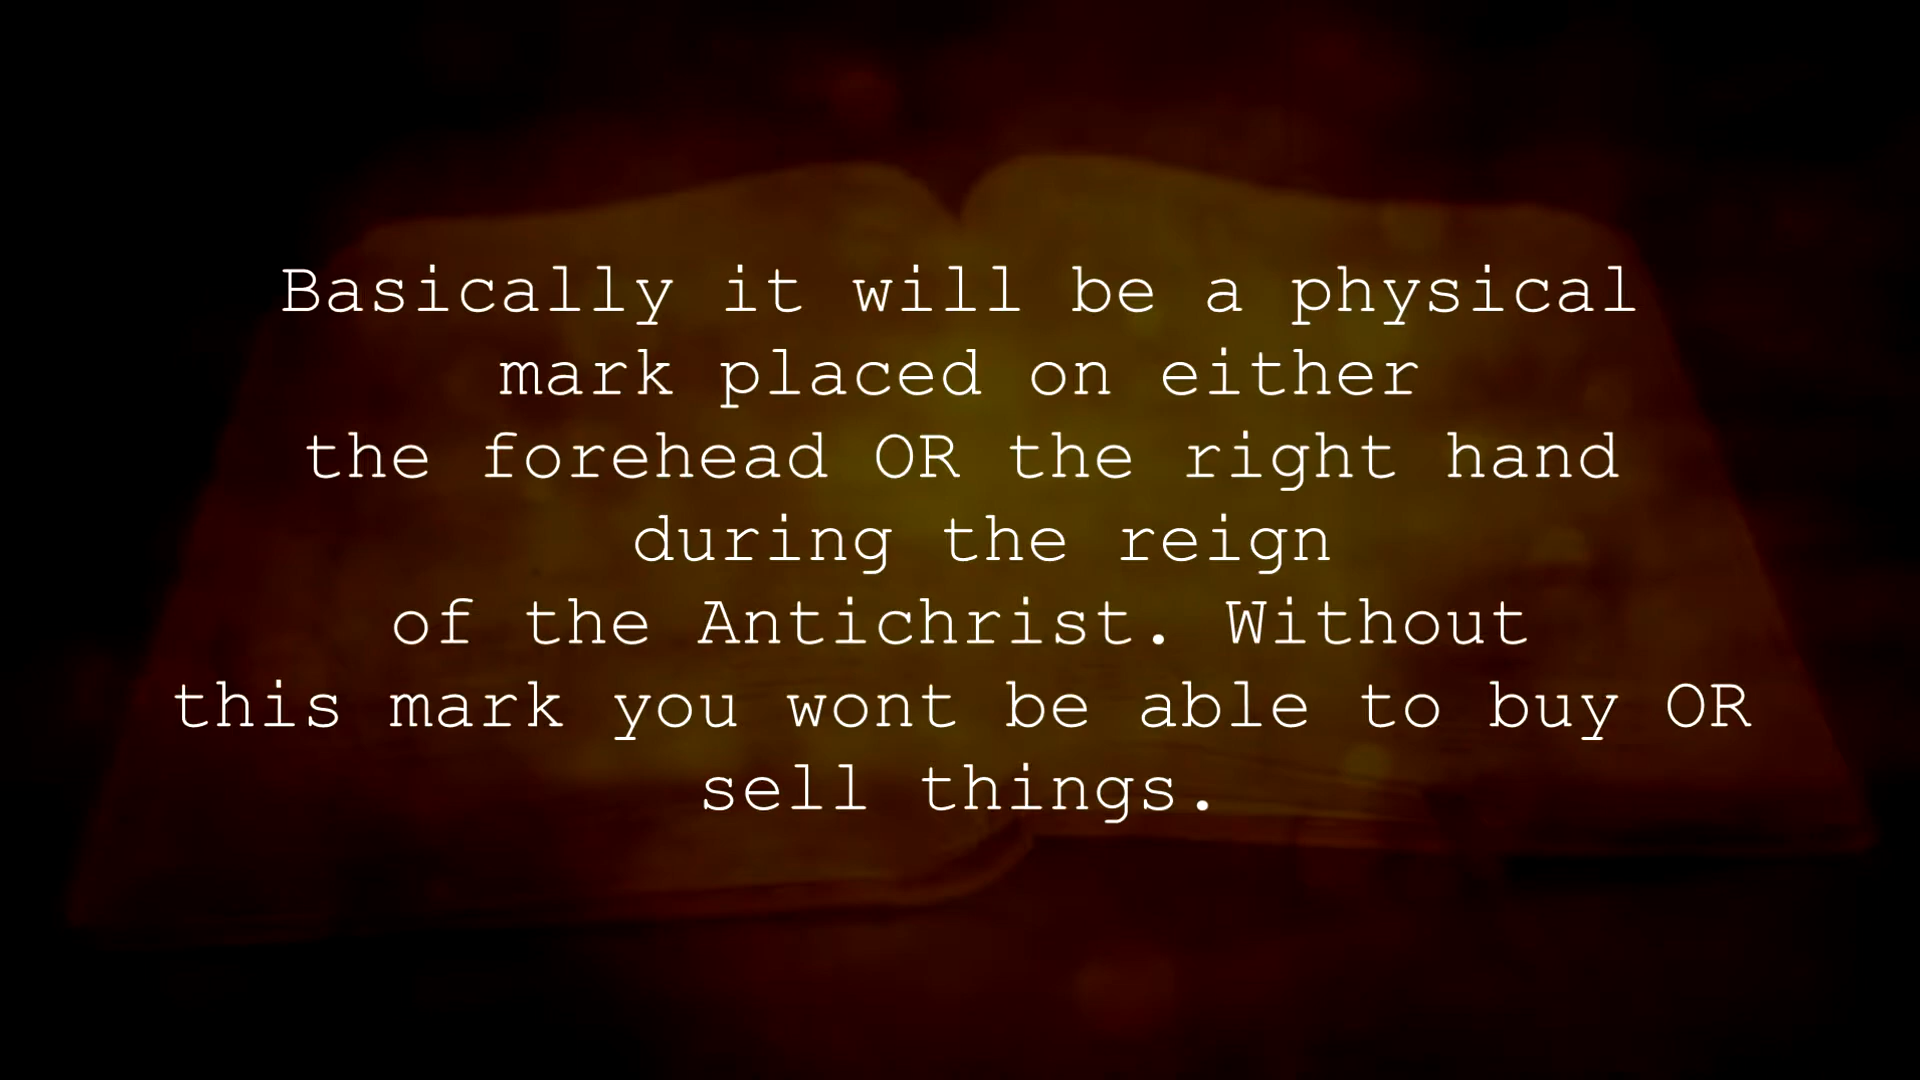 Basically it will be a physical
mark placed on either
the forehead OR the right hand
during the reign
of the Antichrist. Without
this mark you wont be able to buy OR
sell things.